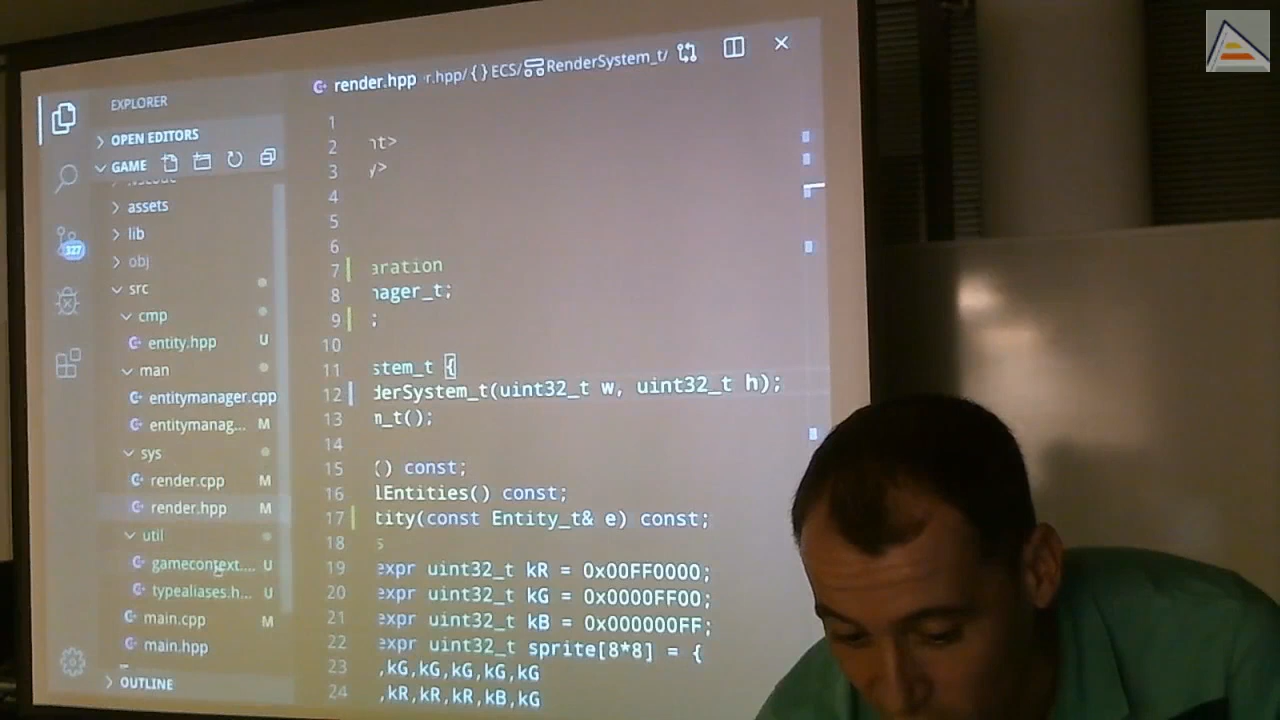 EXPLORER
OPEN EDITORS
GAME
assets
lib
obj
src
cmp
entity.hpp U
man
entitymanager.cpp
entitymanag... M
sys
render.cpp M
render.hpp M
util
gamecontext.... U
typealiases.h... U
main.cpp M
main.hpp
OUTLINE
327
render.hpp r.hpp/{}ECS/RenderSystem_t/
1
2 nt>
3 />
4
5
6
7 aration
8 nager_t;
9 ;
10
11 stem_t {
12 derSystem_t(uint32_t w, uint32_t h);
13 n_t();
14
15 () const;
16 lEntities() const;
17 tity(const Entity_t& e) const;
18 s
19 expr uint32_t kR = 0x00FF0000;
20 expr uint32_t kG = 0x0000FF00;
21 expr uint32_t kB = 0x000000FF;
22 expr uint32_t sprite[8*8] = {
23 ,kG,kG,kG,kG,kG
24 ,kR,kR,kR,kB,kG